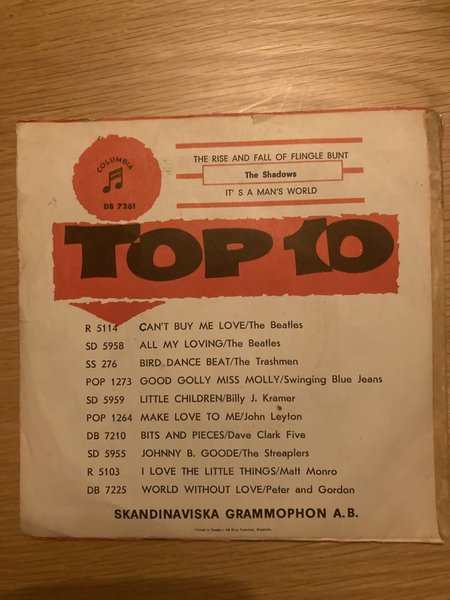 COLUMBIA
DB 7261
THE RISE AND FALL OF FLINGLE BUNT
The Shadows
IT' S A MAN'S WORLD
TOP 10
R 5114 CAN'T BUY ME LOVE/The Beatles
SD 5958 ALL MY LOVING/The Beatles
SS 276 BIRD DANCE BEAT/The Trashmen
POP 1273 GOOD GOLLY MISS MOLLY/Swinging Blue Jeans
SD 5959 LITTLE CHILDREN/Billy J. Kramer
POP 1264 MAKE LOVE TO ME/John Leyton
DB 7210 BITS AND PIECES/Dave Clark Five
SD 5955 JOHNNY B. GOODE/The Streaplers
R 5103 I LOVE THE LITTLE THINGS/Matt Monro
DB 7225 WORLD WITHOUT LOVE/Peter and Gordon
SKANDINAVISKA GRAMMOPHON A.B.
Printed in Sweden